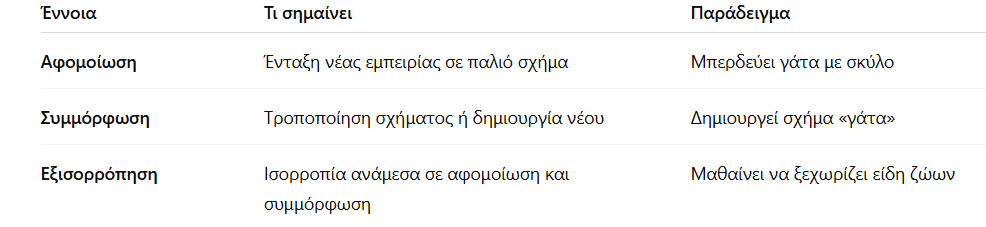 Έννοια Τι σημαίνει Παράδειγμα
Αφομοίωση Ένταξη νέας εμπειρίας σε παλιό σχήμα Μπερδεύει γάτα με σκύλο
Συμμόρφωση Τροποποίηση σχήματος ή δημιουργία νέου Δημιουργεί σχήμα «γάτα»
Εξισορρόπηση Ισορροπία ανάμεσα σε αφομοίωση και Μαθαίνει να ξεχωρίζει είδη ζώων
συμμόρφωση